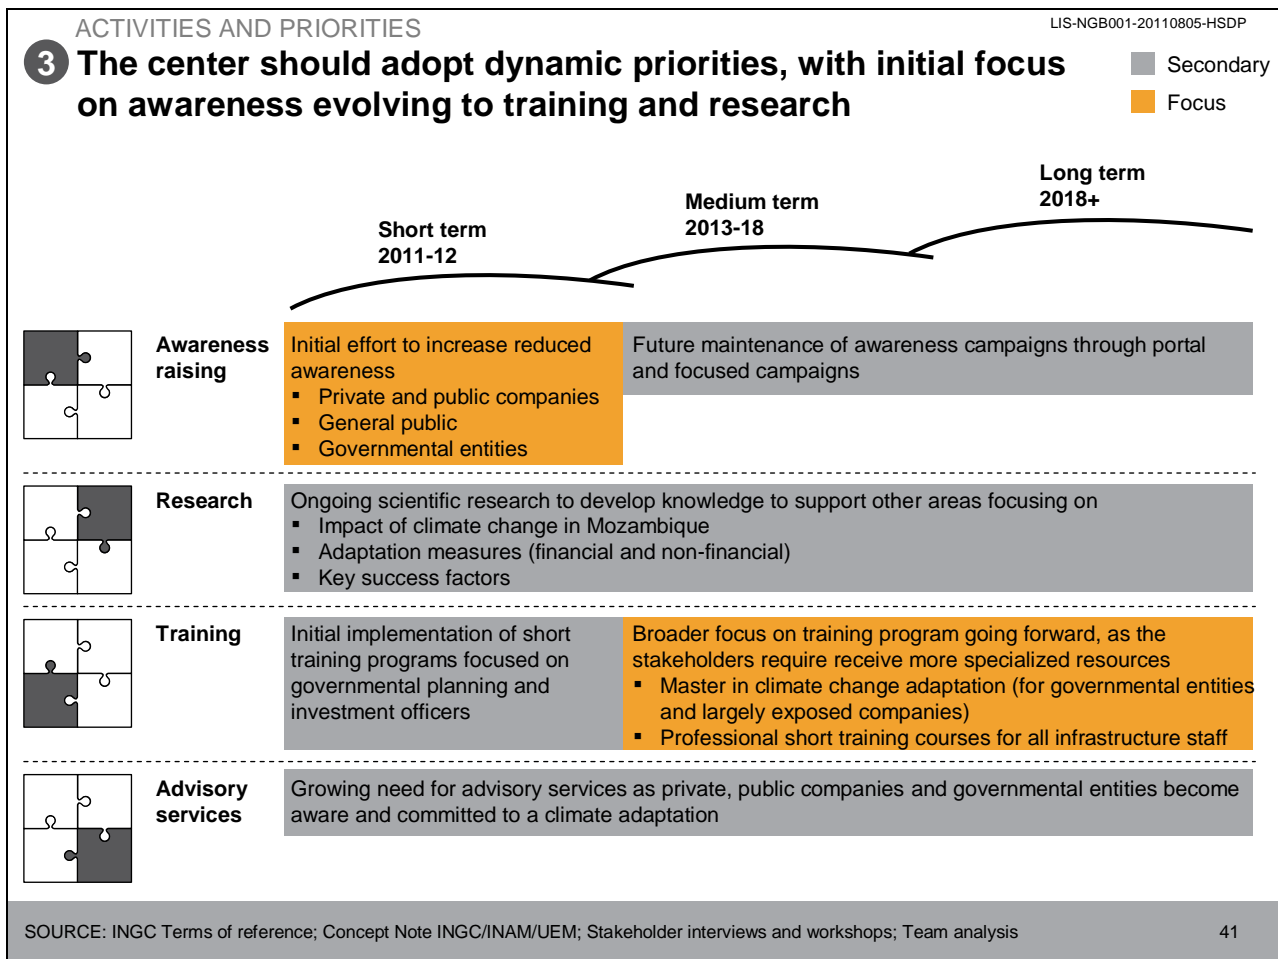 ACTIVITIES AND PRIORITIES
LIS-NGB001-20110805-HSDP
3 The center should adopt dynamic priorities, with initial focus
on awareness evolving to training and research
Secondary
Focus
Short term
2011-12
Medium term
2013-18
Long term
2018+
Awareness
raising
Initial effort to increase reduced
awareness
▪ Private and public companies
▪ General public
▪ Governmental entities
Future maintenance of awareness campaigns through portal
and focused campaigns
Research
Ongoing scientific research to develop knowledge to support other areas focusing on
▪ Impact of climate change in Mozambique
▪ Adaptation measures (financial and non-financial)
▪ Key success factors
Training
Initial implementation of short
training programs focused on
governmental planning and
investment officers
Broader focus on training program going forward, as the
stakeholders require receive more specialized resources
▪ Master in climate change adaptation (for governmental entities
and largely exposed companies)
▪ Professional short training courses for all infrastructure staff
Advisory
services
Growing need for advisory services as private, public companies and governmental entities become
aware and committed to a climate adaptation
SOURCE: INGC Terms of reference; Concept Note INGC/INAM/UEM; Stakeholder interviews and workshops; Team analysis
41